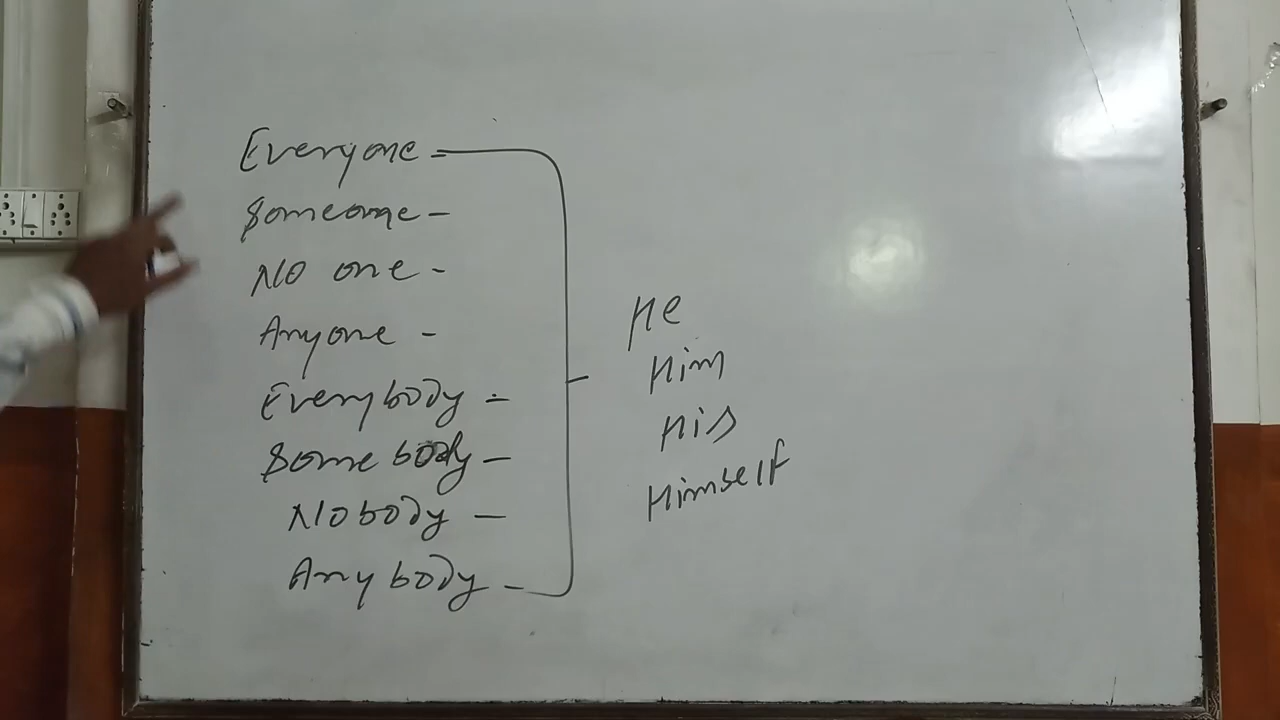 Everyone =
Someone -
No one -
Anyone -
Everybody -
Somebody -
Nobody -
Anybody -
He
Him
His
Himself